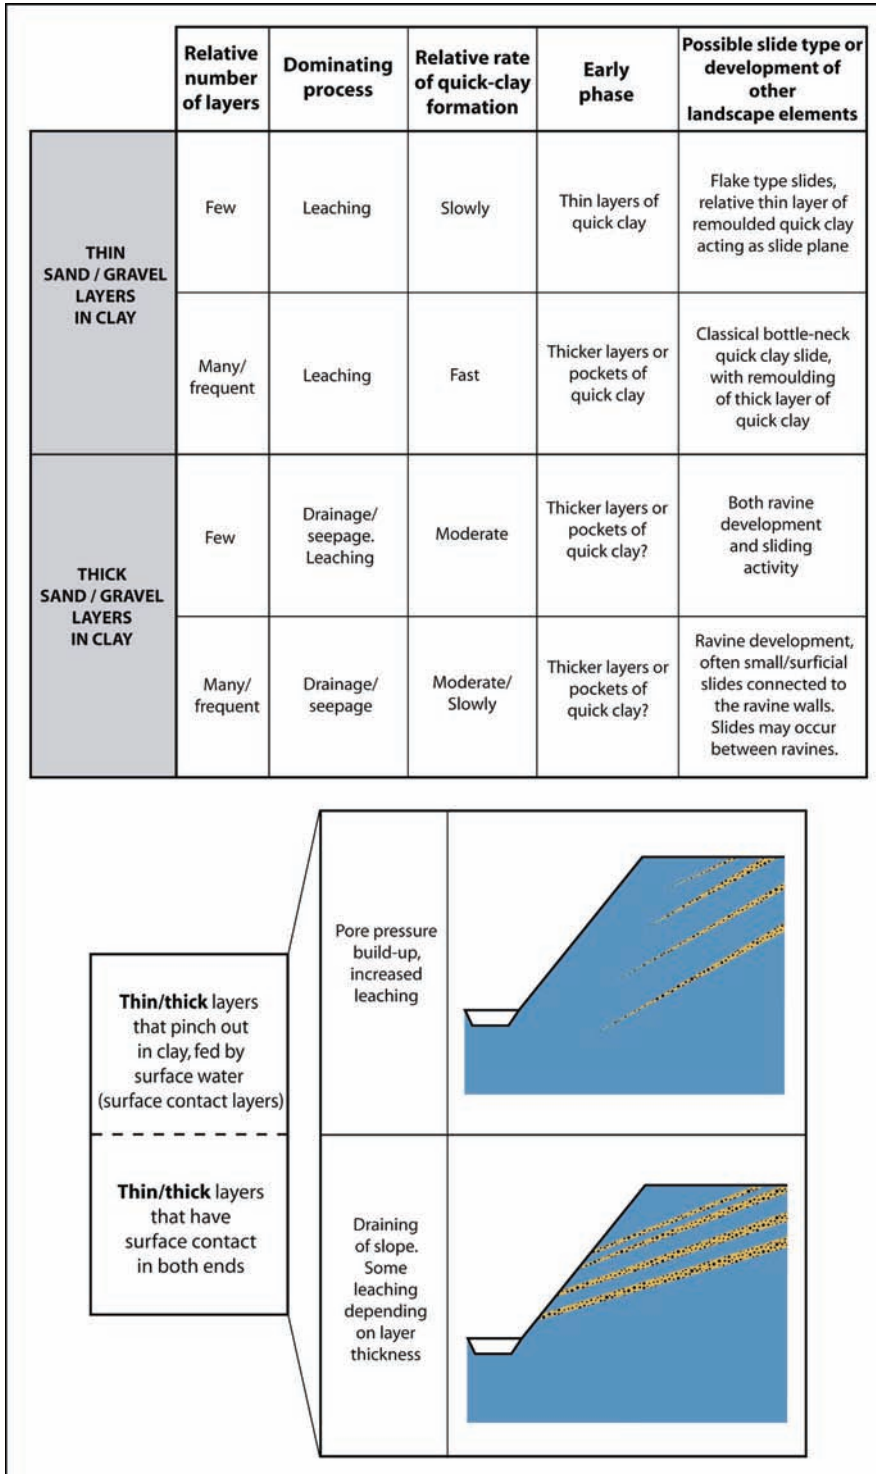 Relative
number
of layers
Dominating
process
Relative rate
of quick-clay
formation
Early
phase
Possible slide type or
development of
other
landscape elements
THIN
SAND / GRAVEL
LAYERS
IN CLAY
Few
Leaching
Slowly
Thin layers of
quick clay
Flake type slides,
relative thin layer of
remoulded quick clay
acting as slide plane
Many/
frequent
Leaching
Fast
Thicker layers or
pockets of
quick clay
Classical bottle-neck
quick clay slide,
with remoulding
of thick layer of
quick clay
THICK
SAND / GRAVEL
LAYERS
IN CLAY
Few
Drainage/
seepage.
Leaching
Moderate
Thicker layers or
pockets of
quick clay?
Both ravine
development
and sliding
activity
Many/
frequent
Drainage/
seepage
Moderate/
Slowly
Thicker layers or
pockets of
quick clay?
Ravine development,
often small/surficial
slides connected to
the ravine walls.
Slides may occur
between ravines.
Thin/thick layers
that pinch out
in clay, fed by
surface water
(surface contact layers)
Pore pressure
build-up,
increased
leaching
Thin/thick layers
that have
surface contact
in both ends
Draining
of slope.
Some
leaching
depending
on layer
thickness